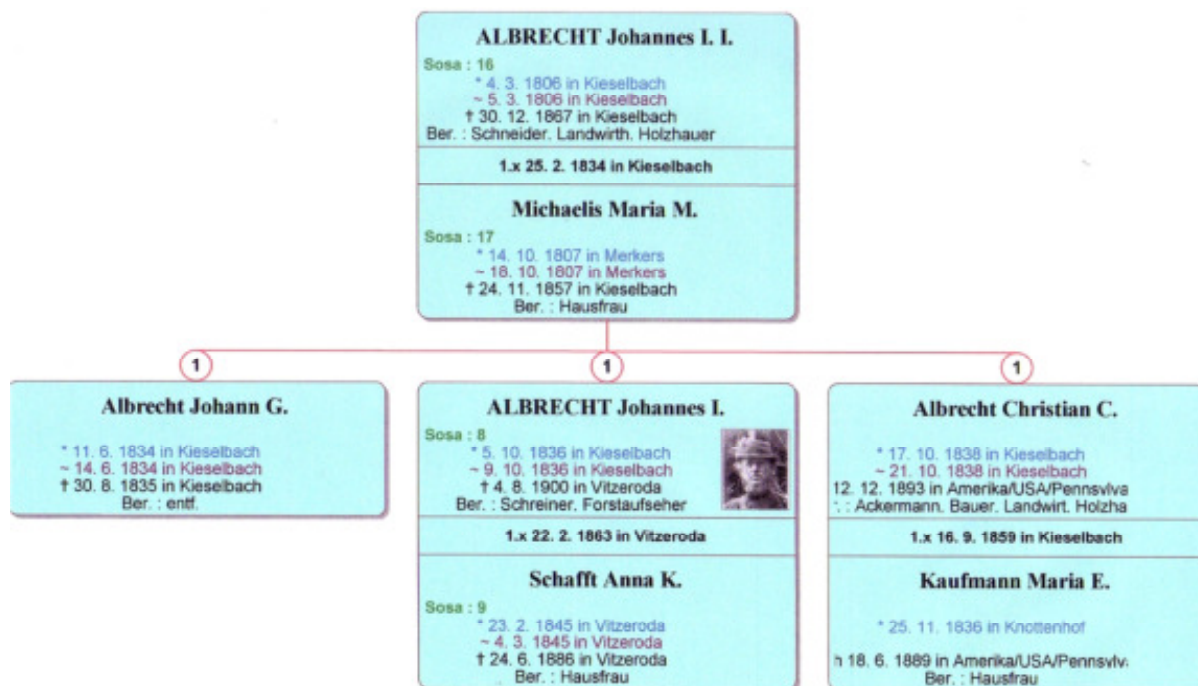 ALBRECHT Johannes I. I.
Sosa : 16
* 4. 3. 1806 in Kieselbach
~ 5. 3. 1806 in Kieselbach
† 30. 12. 1867 in Kieselbach
Ber. : Schneider. Landwirth. Holzhauer
1.x 25. 2. 1834 in Kieselbach
Michaelis Maria M.
Sosa : 17
* 14. 10. 1807 in Merkers
~ 18. 10. 1807 in Merkers
† 24. 11. 1857 in Kieselbach
Ber. : Hausfrau
1
1
1
Albrecht Johann G.
* 11. 6. 1834 in Kieselbach
~ 14. 6. 1834 in Kieselbach
† 30. 8. 1835 in Kieselbach
Ber. : entf.
ALBRECHT Johannes I.
Sosa : 8
* 5. 10. 1836 in Kieselbach
~ 9. 10. 1836 in Kieselbach
† 4. 8. 1900 in Vitzeroda
Ber. : Schreiner. Forstaufseher
1.x 22. 2. 1863 in Vitzeroda
Schafft Anna K.
Sosa : 9
* 23. 2. 1845 in Vitzeroda
~ 4. 3. 1845 in Vitzeroda
† 24. 6. 1886 in Vitzeroda
Ber. : Hausfrau
Albrecht Christian C.
* 17. 10. 1838 in Kieselbach
~ 21. 10. 1838 in Kieselbach
12. 12. 1893 in Amerika/USA/Pennsylva
: Ackermann. Bauer. Landwirt. Holzha
1.x 16. 9. 1859 in Kieselbach
Kaufmann Maria E.
* 25. 11. 1836 in Knottenhof
18. 6. 1889 in Amerika/USA/Pennsylv
Ber. : Hausfrau